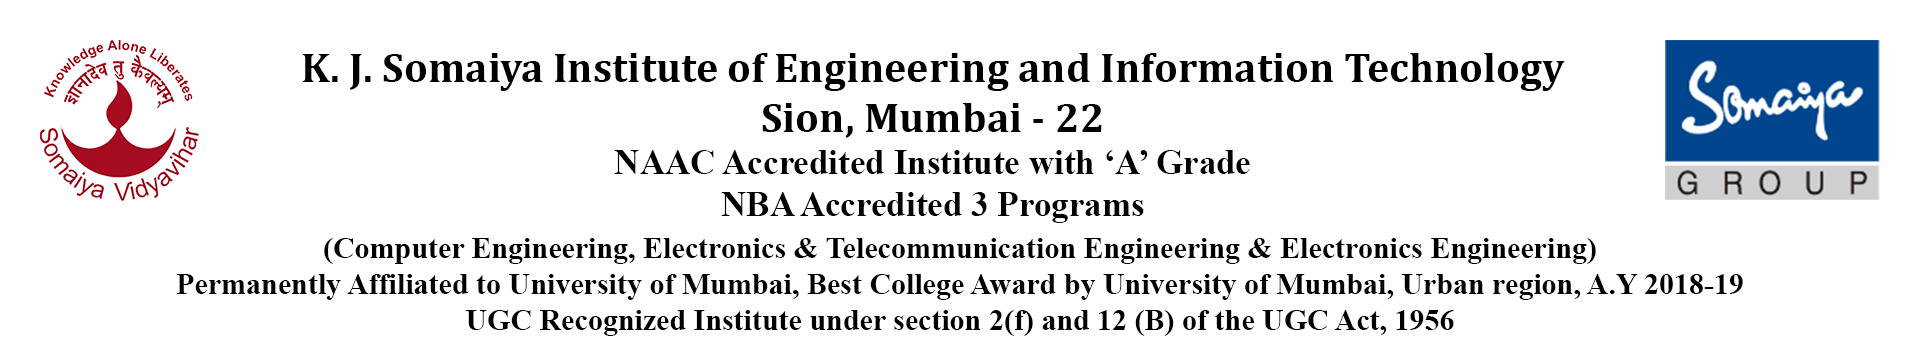 Knowledge Alone Liberates
ज्ञानादेव तु कैवल्यम्
Somaiya Vidyavihar
K. J. Somaiya Institute of Engineering and Information Technology
Sion, Mumbai - 22
NAAC Accredited Institute with ‘A’ Grade
NBA Accredited 3 Programs
(Computer Engineering, Electronics & Telecommunication Engineering & Electronics Engineering)
Permanently Affiliated to University of Mumbai, Best College Award by University of Mumbai, Urban region, A.Y 2018-19
UGC Recognized Institute under section 2(f) and 12 (B) of the UGC Act, 1956
Somaiya
GROUP